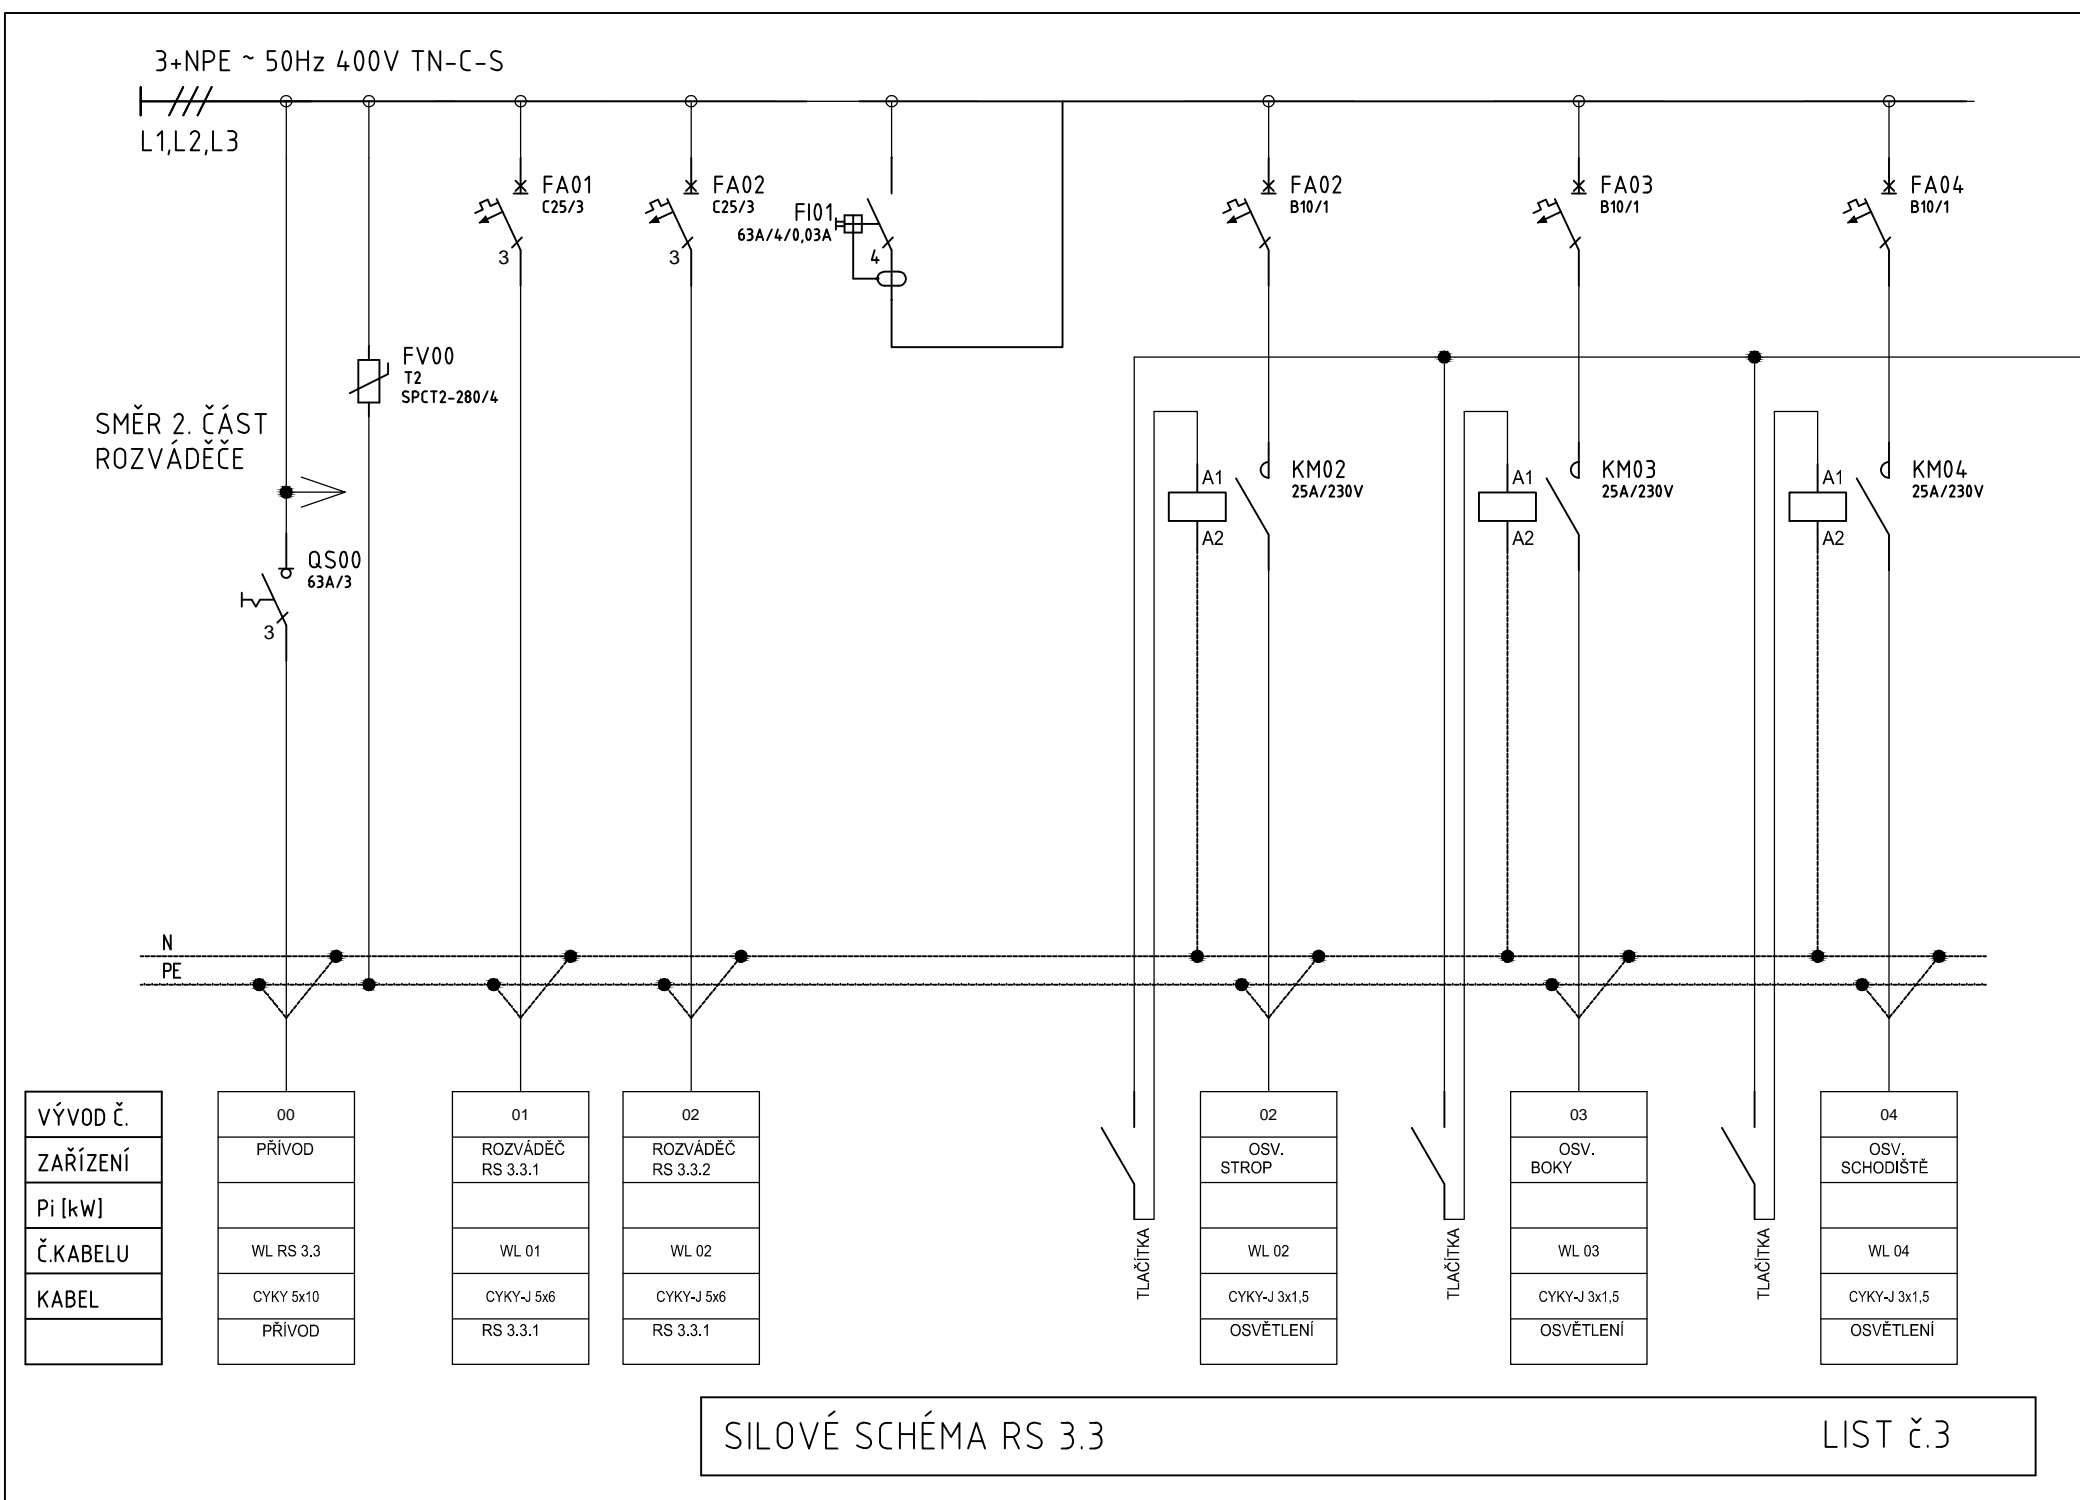 3+NPE ~ 50Hz 400V TN-C-S
L1,L2,L3
FA01
C25/3
3
FA02
C25/3
3
FI01
63A/4/0,03A
4
FA02
B10/1
FA03
B10/1
FA04
B10/1
FV00
T2
SPCT2-280/4
SMĚR 2. ČÁST
ROZVÁDĚČE
QS00
63A/3
3
A1
A2
KM02
25A/230V
A1
A2
KM03
25A/230V
A1
A2
KM04
25A/230V
N
PE
VÝVOD Č.
ZAŘÍZENÍ
Pi [kW]
Č.KABELU
KABEL
00
PŘÍVOD
WL RS 3.3
CYKY 5x10
PŘÍVOD
01
ROZVÁDĚČ
RS 3.3.1
WL 01
CYKY-J 5x6
RS 3.3.1
02
ROZVÁDĚČ
RS 3.3.2
WL 02
CYKY-J 5x6
RS 3.3.1
TLAČÍTKA
02
OSV.
STROP
WL 02
CYKY-J 3x1,5
OSVĚTLENÍ
TLAČÍTKA
03
OSV.
BOKY
WL 03
CYKY-J 3x1,5
OSVĚTLENÍ
TLAČÍTKA
04
OSV.
SCHODIŠTĚ
WL 04
CYKY-J 3x1,5
OSVĚTLENÍ
SILOVÉ SCHÉMA RS 3.3
LIST č.3